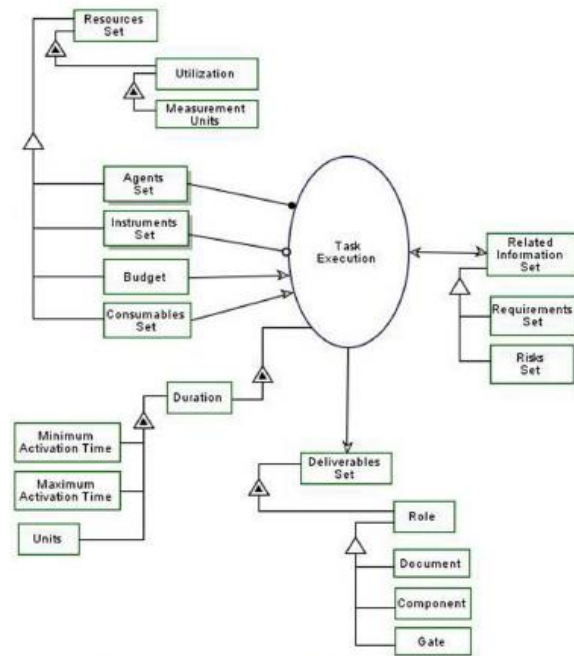 Resources
Set
Utilization
Measurement
Units
Agents
Set
Instruments
Set
Budget
Consumables
Set
Task
Execution
Related
Information
Set
Requirements
Set
Risks
Set
Duration
Minimum
Activation Time
Maximum
Activation Time
Units
Deliverables
Set
Role
Document
Component
Gate